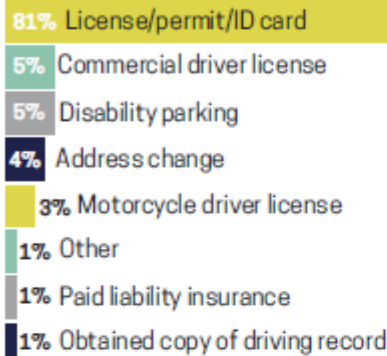 81% License/permit/ID card
5% Commercial driver license
5% Disability parking
4% Address change
3% Motorcycle driver license
1% Other
1% Paid liability insurance
1% Obtained copy of driving record